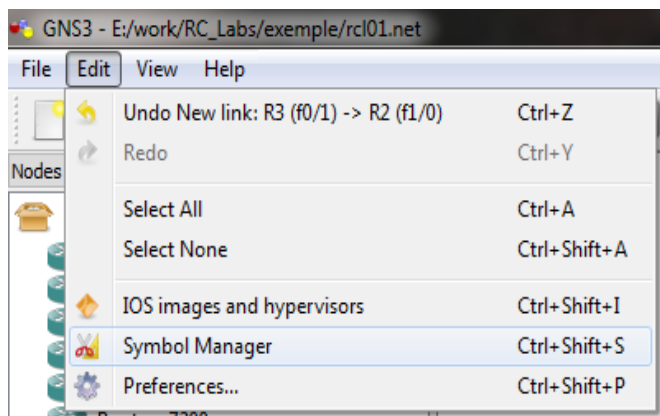 GNS3 - E:/work/RC_Labs/exemple/rcl01.net
File Edit View Help
Undo New link: R3 (f0/1) -> R2 (f1/0) Ctrl+Z
Redo Ctrl+Y
Nodes
Select All Ctrl+A
Select None Ctrl+Shift+A
IOS images and hypervisors Ctrl+Shift+I
Symbol Manager Ctrl+Shift+S
Preferences... Ctrl+Shift+P